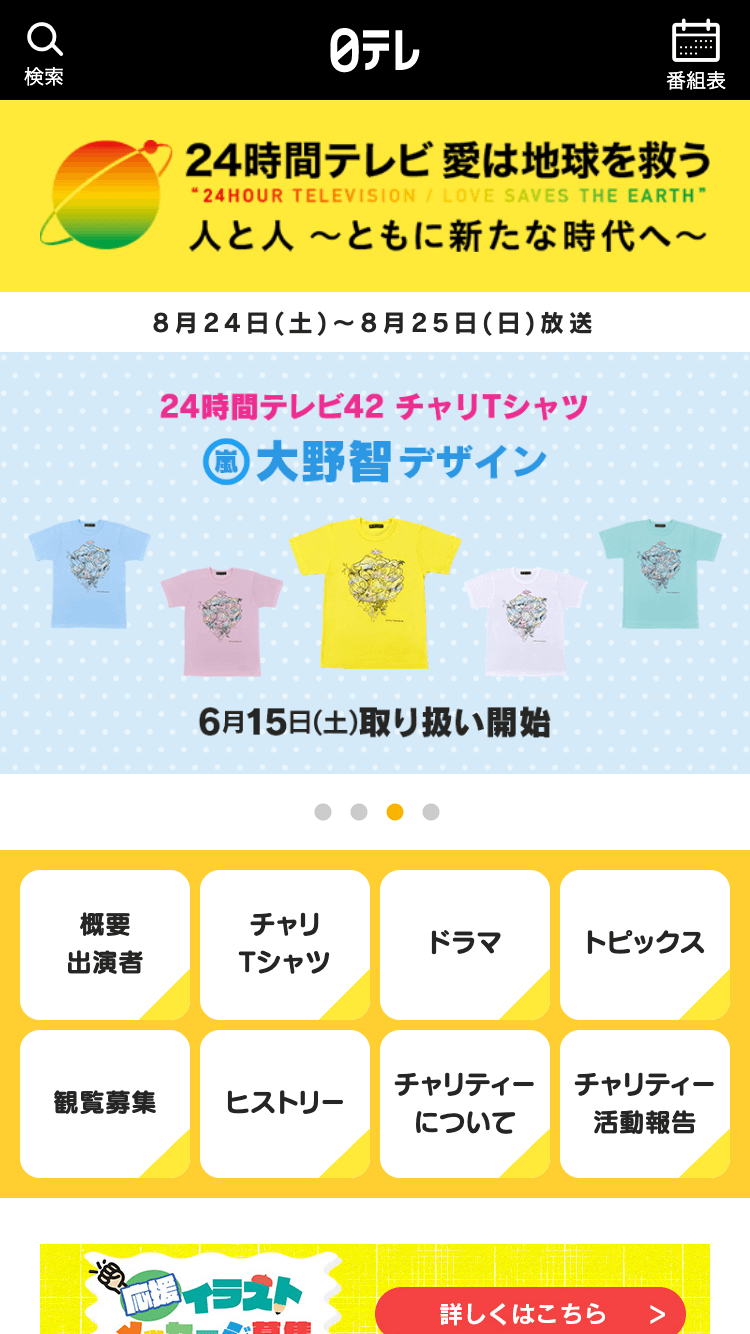 検索
日テレ
番組表
24時間テレビ 愛は地球を救う
“24HOUR TELEVISION / LOVE SAVES THE EARTH”
人と人 ～ともに新たな時代へ～
8月24日(土)～8月25日(日)放送
24時間テレビ42 チャリTシャツ
嵐 大野智デザイン
6月15日(土)取り扱い開始
概要
出演者
チャリ
Tシャツ
ドラマ
トピックス
観覧募集
ヒストリー
チャリティー
について
チャリティー
活動報告
応援イラスト
メッセージ募集
詳しくはこちら >